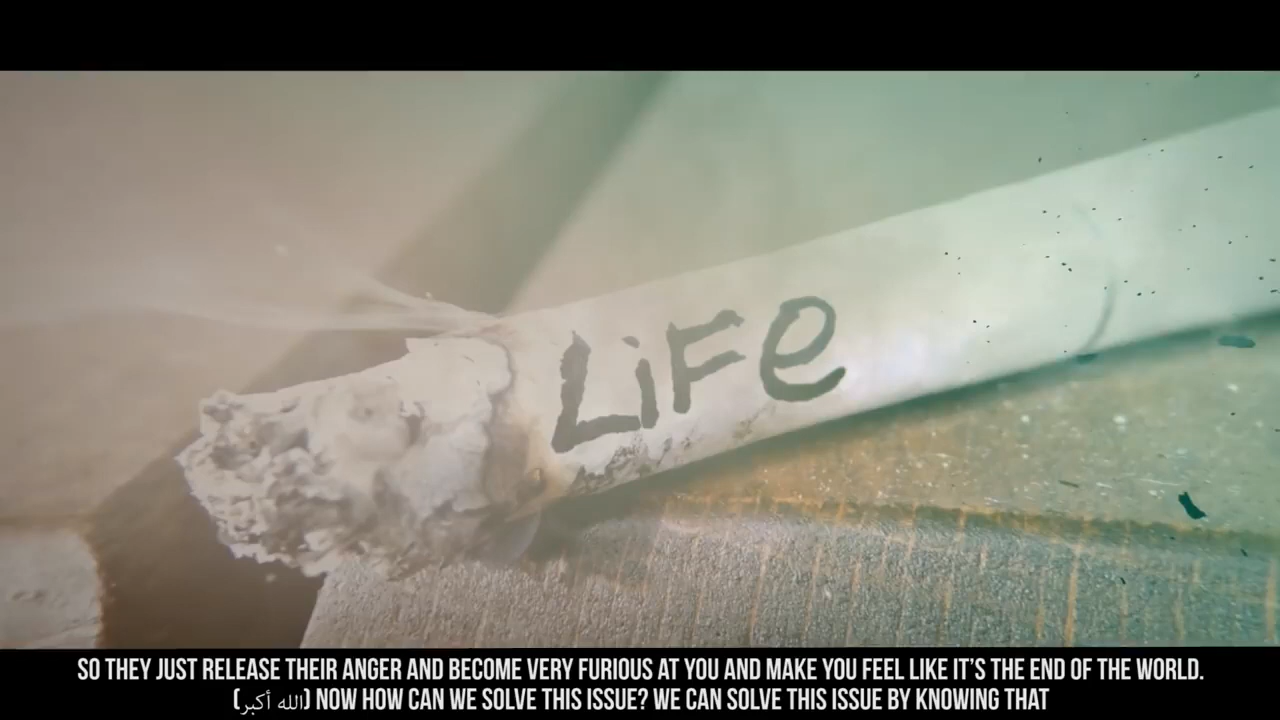 LiFe
SO THEY JUST RELEASE THEIR ANGER AND BECOME VERY FURIOUS AT YOU AND MAKE YOU FEEL LIKE IT'S THE END OF THE WORLD.
(الله أكبر) NOW HOW CAN WE SOLVE THIS ISSUE? WE CAN SOLVE THIS ISSUE BY KNOWING THAT